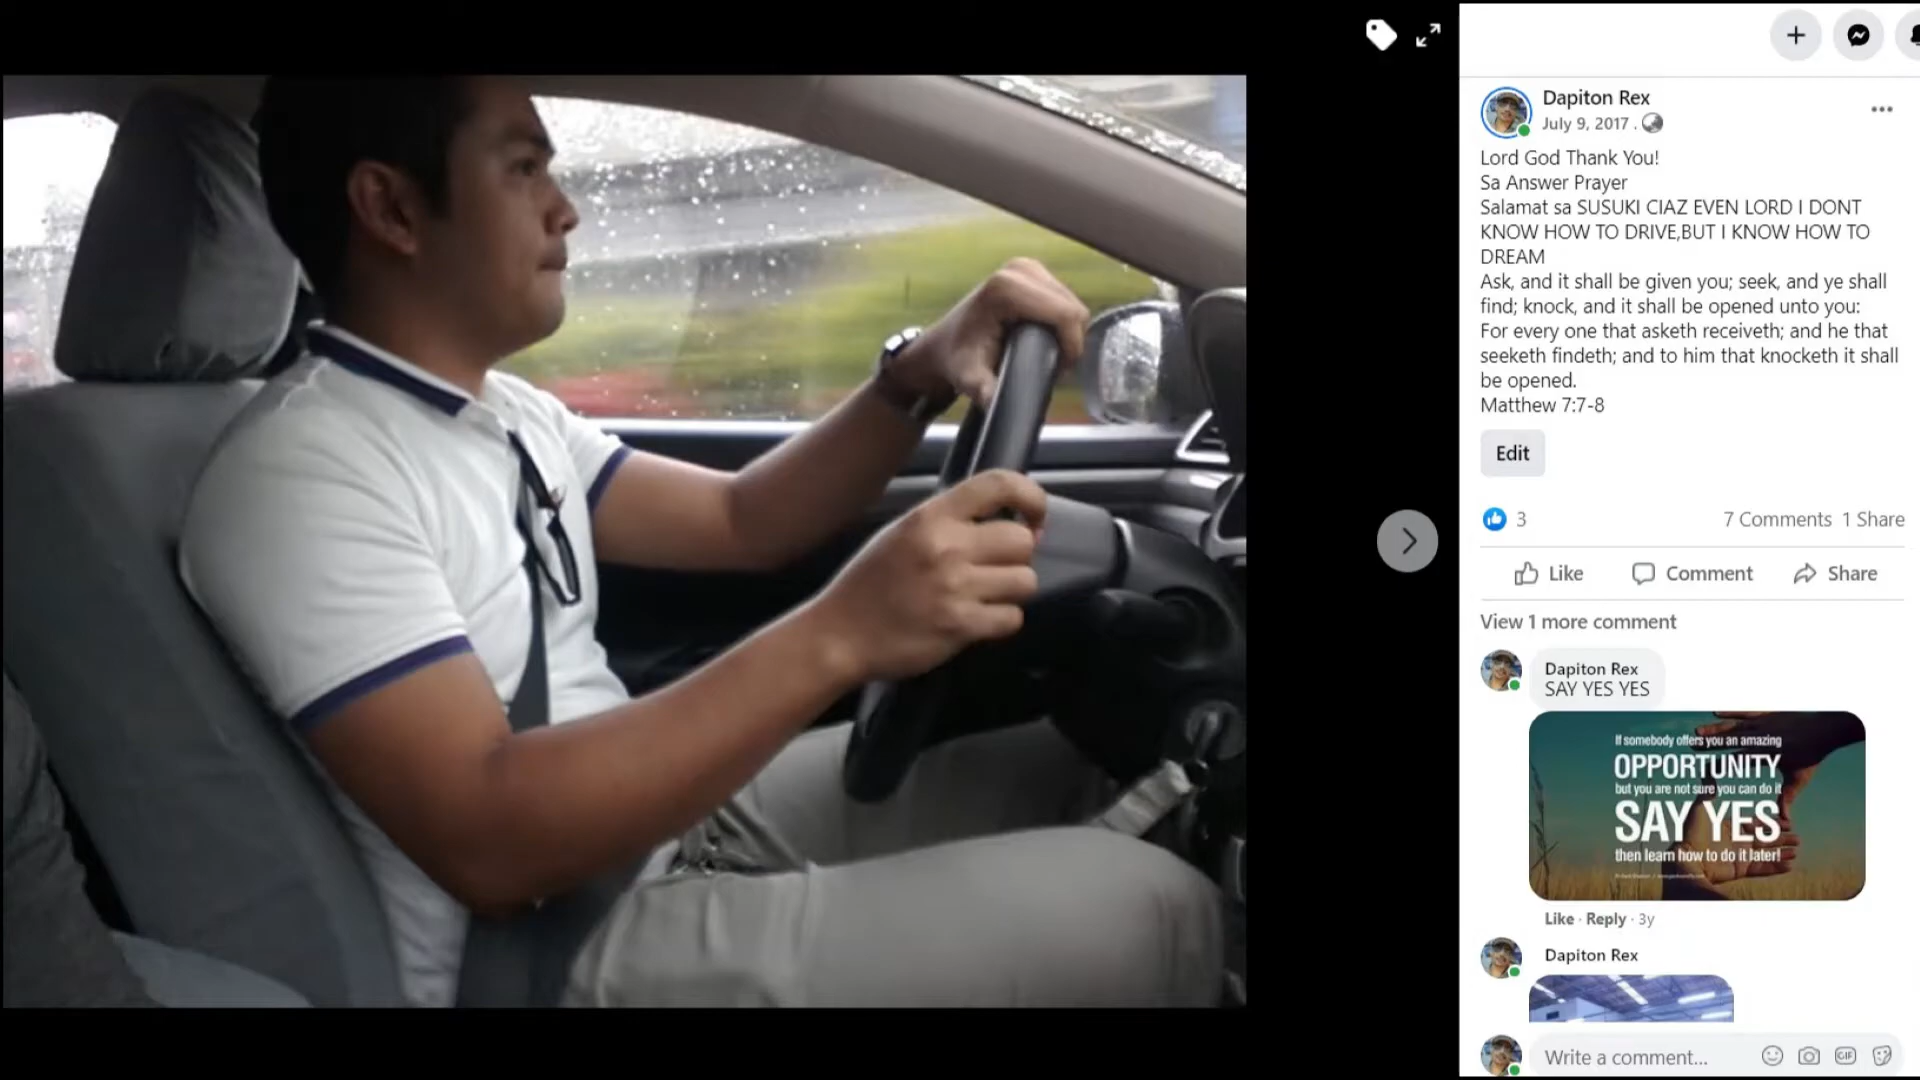 Dapiton Rex
July 9, 2017 .
Lord God Thank You!
Sa Answer Prayer
Salamat sa SUSUKI CIAZ EVEN LORD I DONT
KNOW HOW TO DRIVE,BUT I KNOW HOW TO
DREAM
Ask, and it shall be given you; seek, and ye shall
find; knock, and it shall be opened unto you:
For every one that asketh receiveth; and he that
seeketh findeth; and to him that knocketh it shall
be opened.
Matthew 7:7-8
Edit
3
7 Comments 1 Share
Like Comment Share
View 1 more comment
Dapiton Rex
SAY YES YES
If somebody offers you an amazing
OPPORTUNITY
but you are not sure you can do it
SAY YES
then learn how to do it later!
Like · Reply · 3y
Dapiton Rex
Write a comment...
GIF